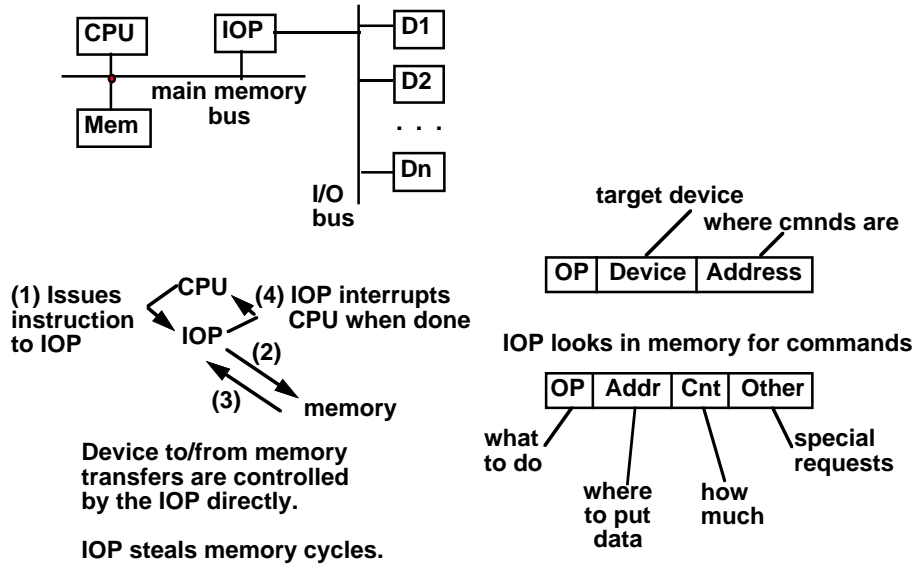 CPU
IOP
D1
main memory
bus
D2
Mem
. . .
Dn
I/O
bus
target device
where cmnds are
OP Device Address
(1) Issues
instruction
to IOP
CPU
IOP
(4) IOP interrupts
CPU when done
(2)
(3)
memory
IOP looks in memory for commands
OP Addr Cnt Other
what
to do
where
to put
data
how
much
special
requests
Device to/from memory
transfers are controlled
by the IOP directly.
IOP steals memory cycles.